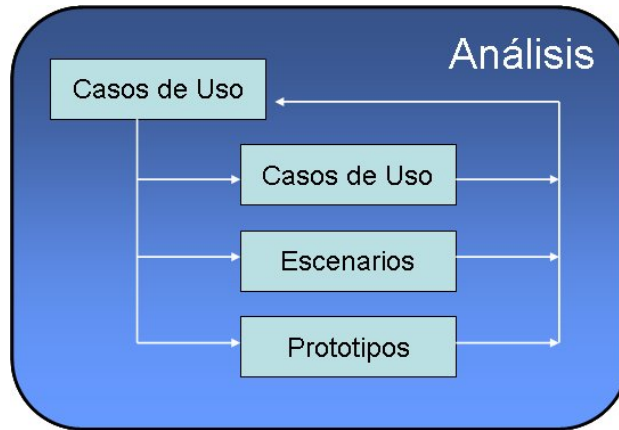 Análisis
Casos de Uso
Casos de Uso
Escenarios
Prototipos